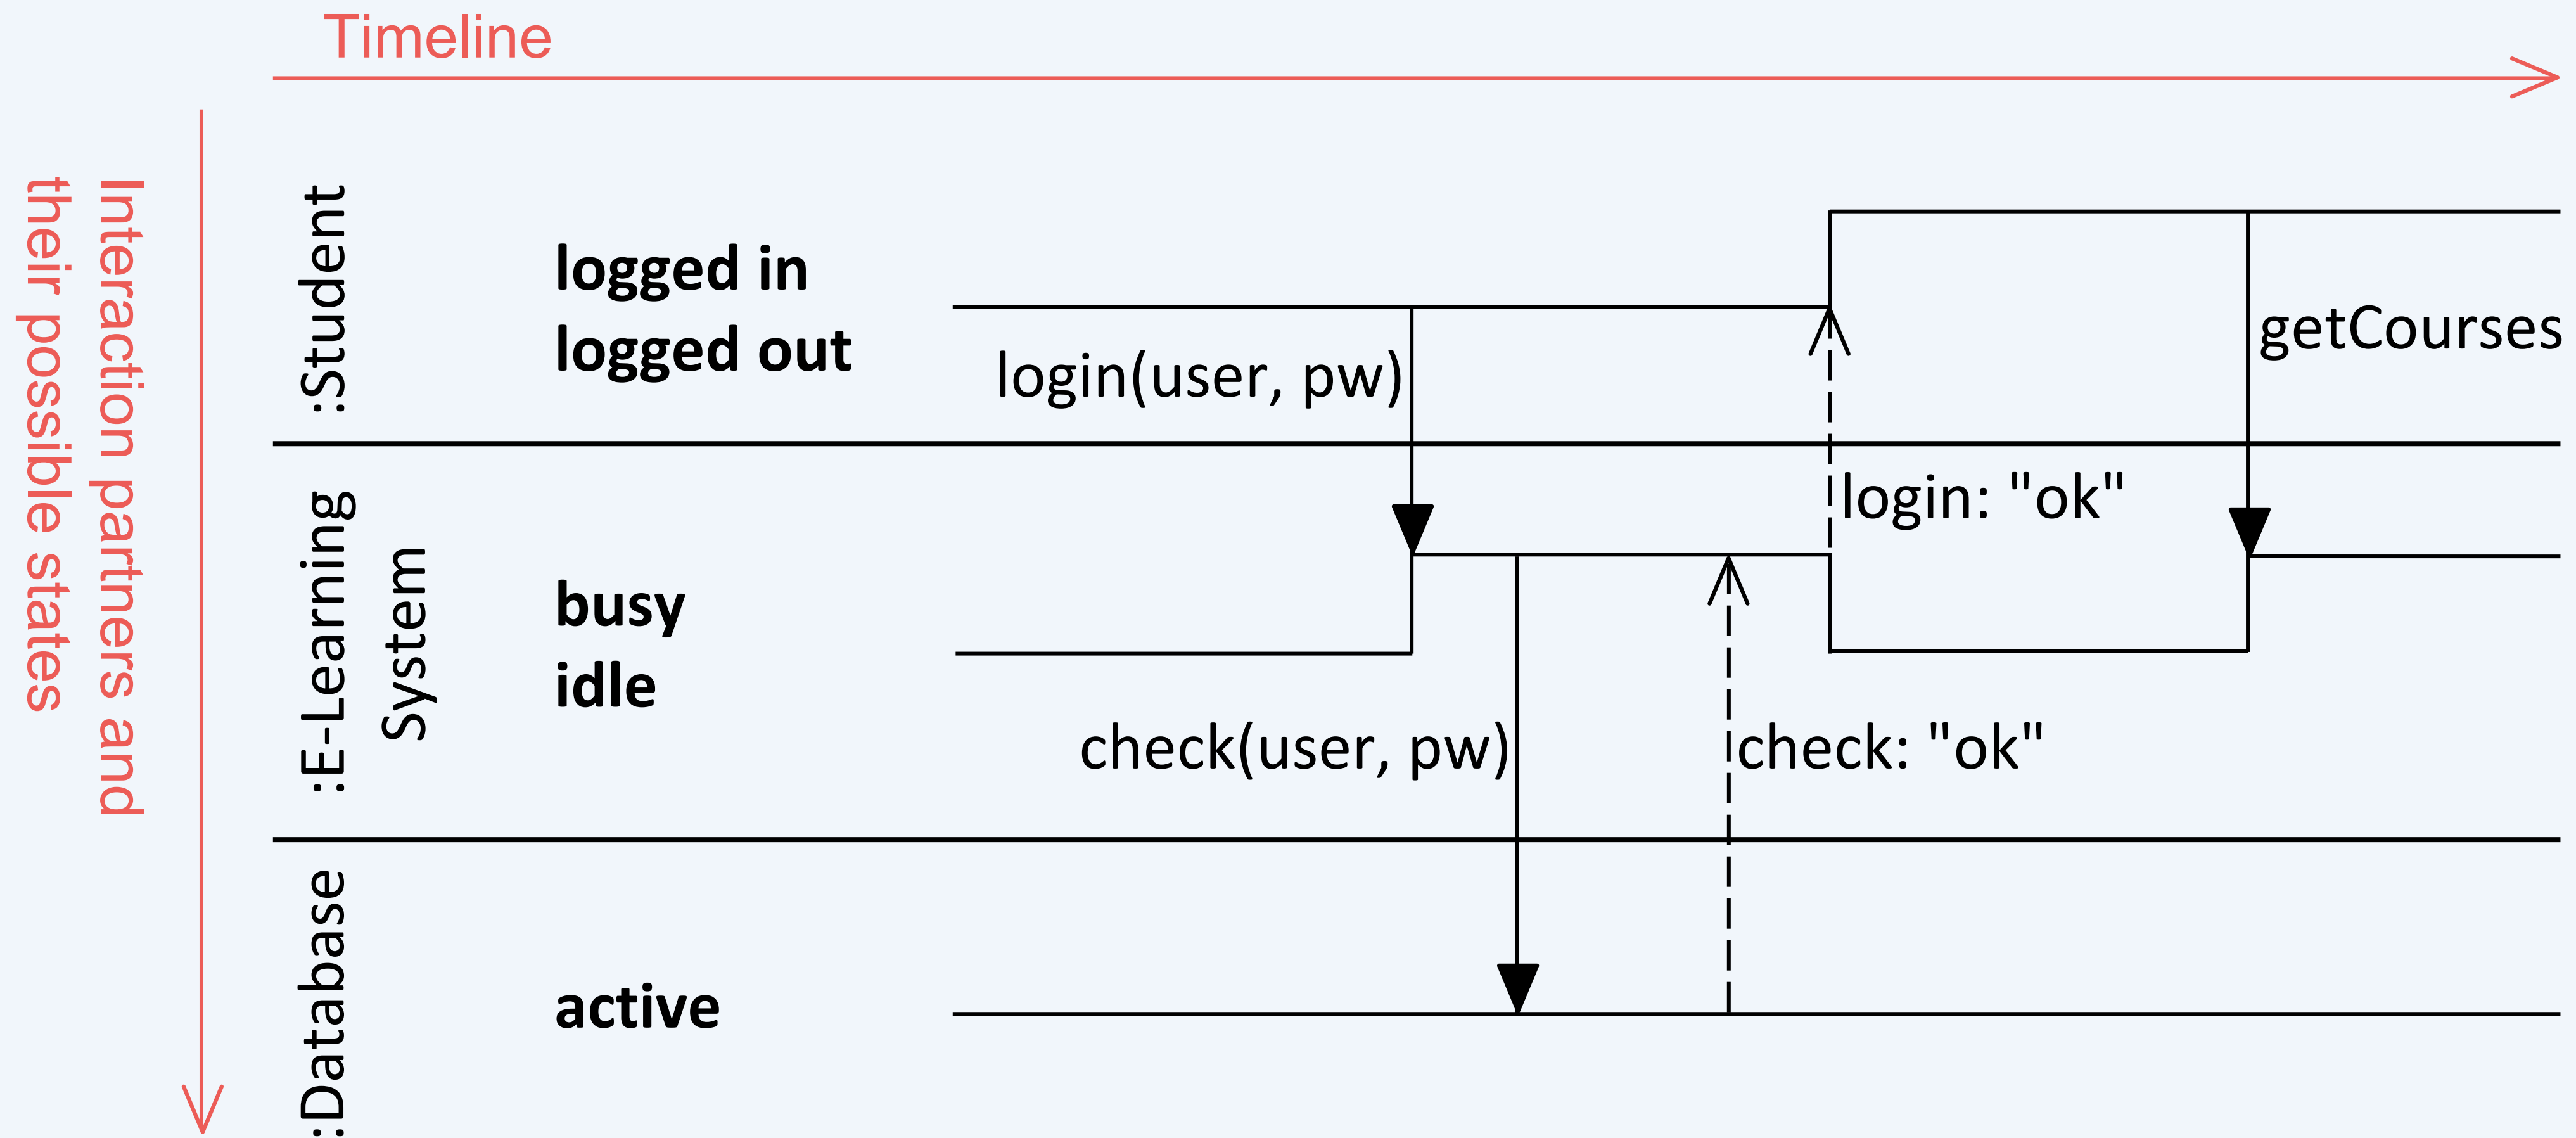 Timeline
Interaction partners and
their possible states
:Student
logged in
logged out
login(user, pw)
getCourses
:E-Learning
System
login: "ok"
busy
idle
check(user, pw)
check: "ok"
:Database
active